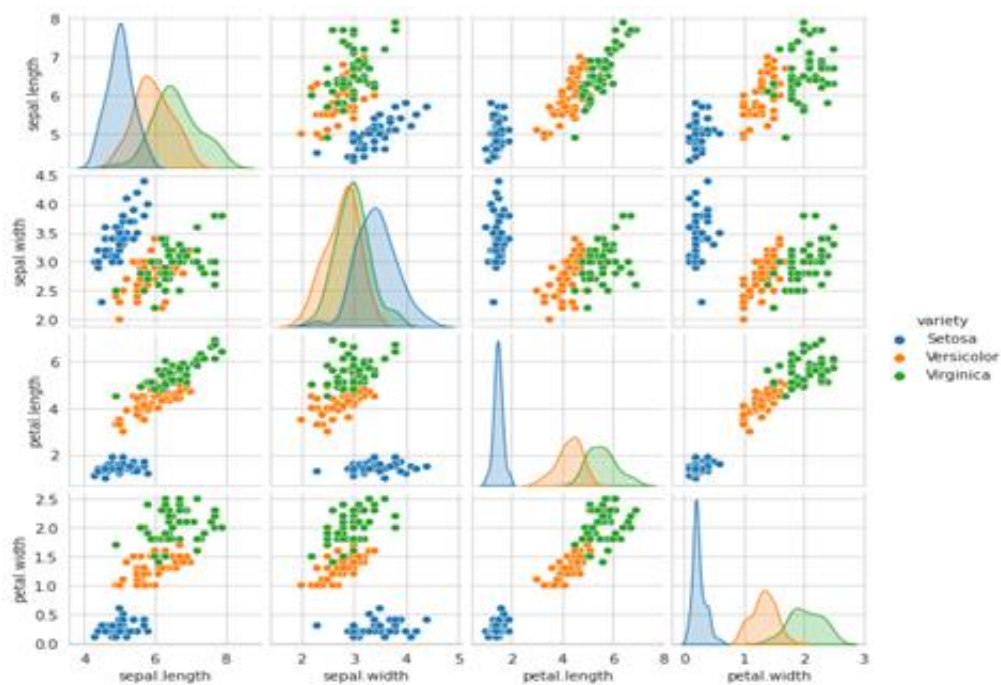 8
7
6
5
sepal.length
4.5
4.0
3.5
3.0
2.5
2.0
sepal.width
variety
Setosa
Versicolor
Virginica
6
4
2
petal.length
2.5
2.0
1.5
1.0
0.5
0.0
petal.width
4 6 8
2 3 4 5
2 4 6 8
0 1 2 3
sepal.length sepal.width petal.length petal.width